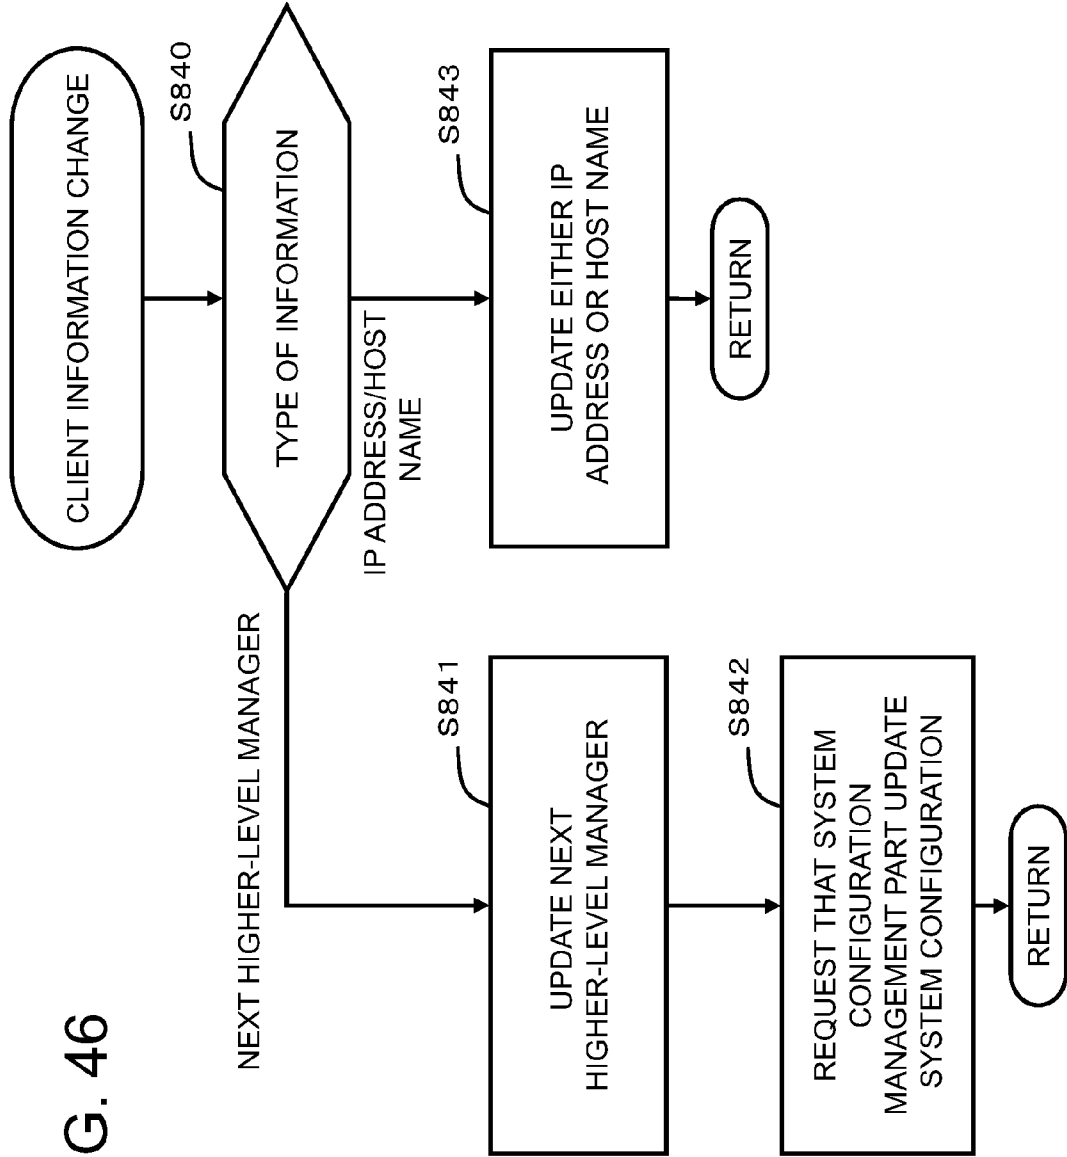 G. 46
CLIENT INFORMATION CHANGE
S840
TYPE OF INFORMATION
NEXT HIGHER-LEVEL MANAGER
IP ADDRESS/HOST
NAME
S841
UPDATE NEXT
HIGHER-LEVEL MANAGER
S843
UPDATE EITHER IP
ADDRESS OR HOST NAME
S842
REQUEST THAT SYSTEM
CONFIGURATION
MANAGEMENT PART UPDATE
SYSTEM CONFIGURATION
RETURN
RETURN